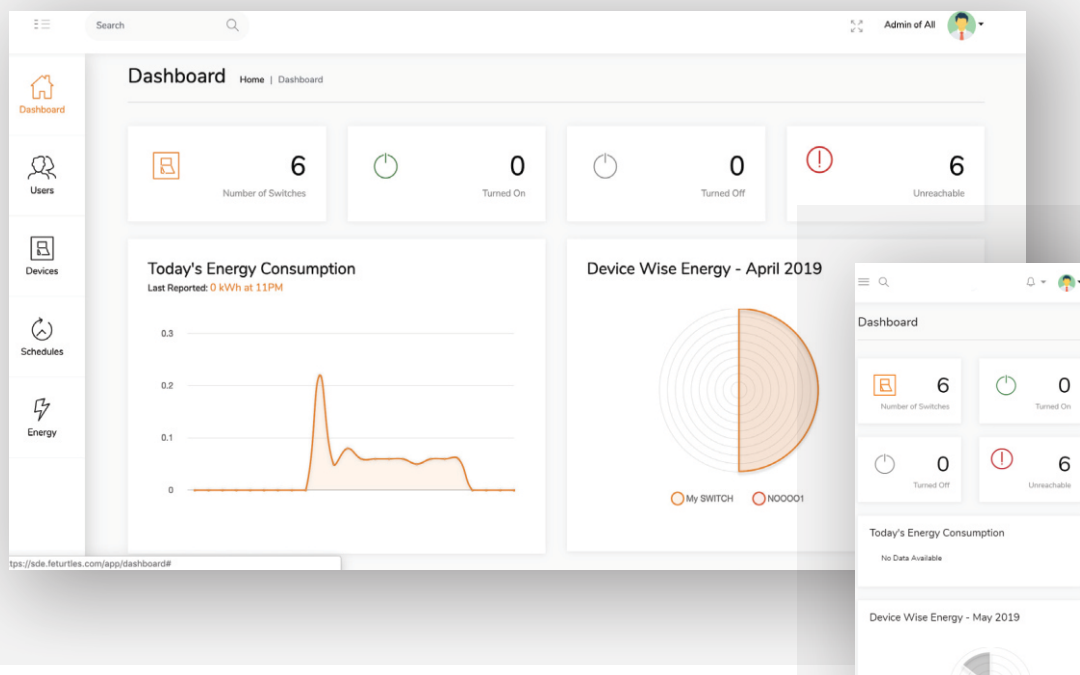 Search
Admin of All
Dashboard Home | Dashboard
Dashboard
Users
Devices
Schedules
Energy
6
Number of Switches
0
Turned On
0
Turned Off
6
Unreachable
Today's Energy Consumption
Last Reported: 0 kWh at 11PM
0.3
0.2
0.1
0
Device Wise Energy - April 2019
My SWITCH
NOOOO1
tps://sde.feturtles.com/app/dashboard#
Dashboard
6
Number of Switches
0
Turned On
0
Turned Off
6
Unreachable
Today's Energy Consumption
No Data Available
Device Wise Energy - May 2019